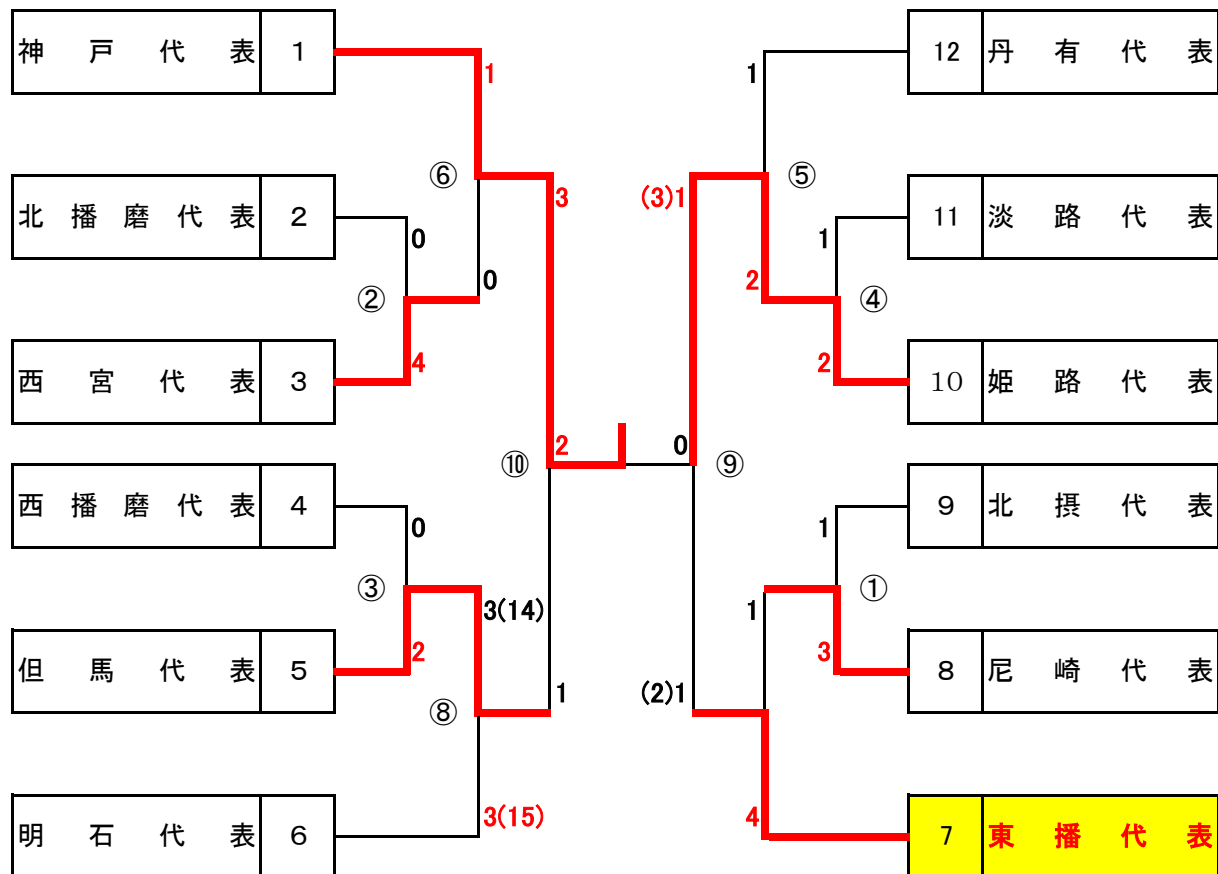 神戸代表 1
12 丹有代表
1
1
⑥
3
(3)1
⑤
北播磨代表 2
11 淡路代表
0
1
0
2
②
④
西宮代表 3
10 姫路代表
4
2
2
0
⑩
⑨
西播磨代表 4
9 北摂代表
0
1
③
①
3(14)
1
但馬代表 5
8 尼崎代表
2
3
1
(2)1
⑧
3(15)
4
明石代表 6
7 東播代表